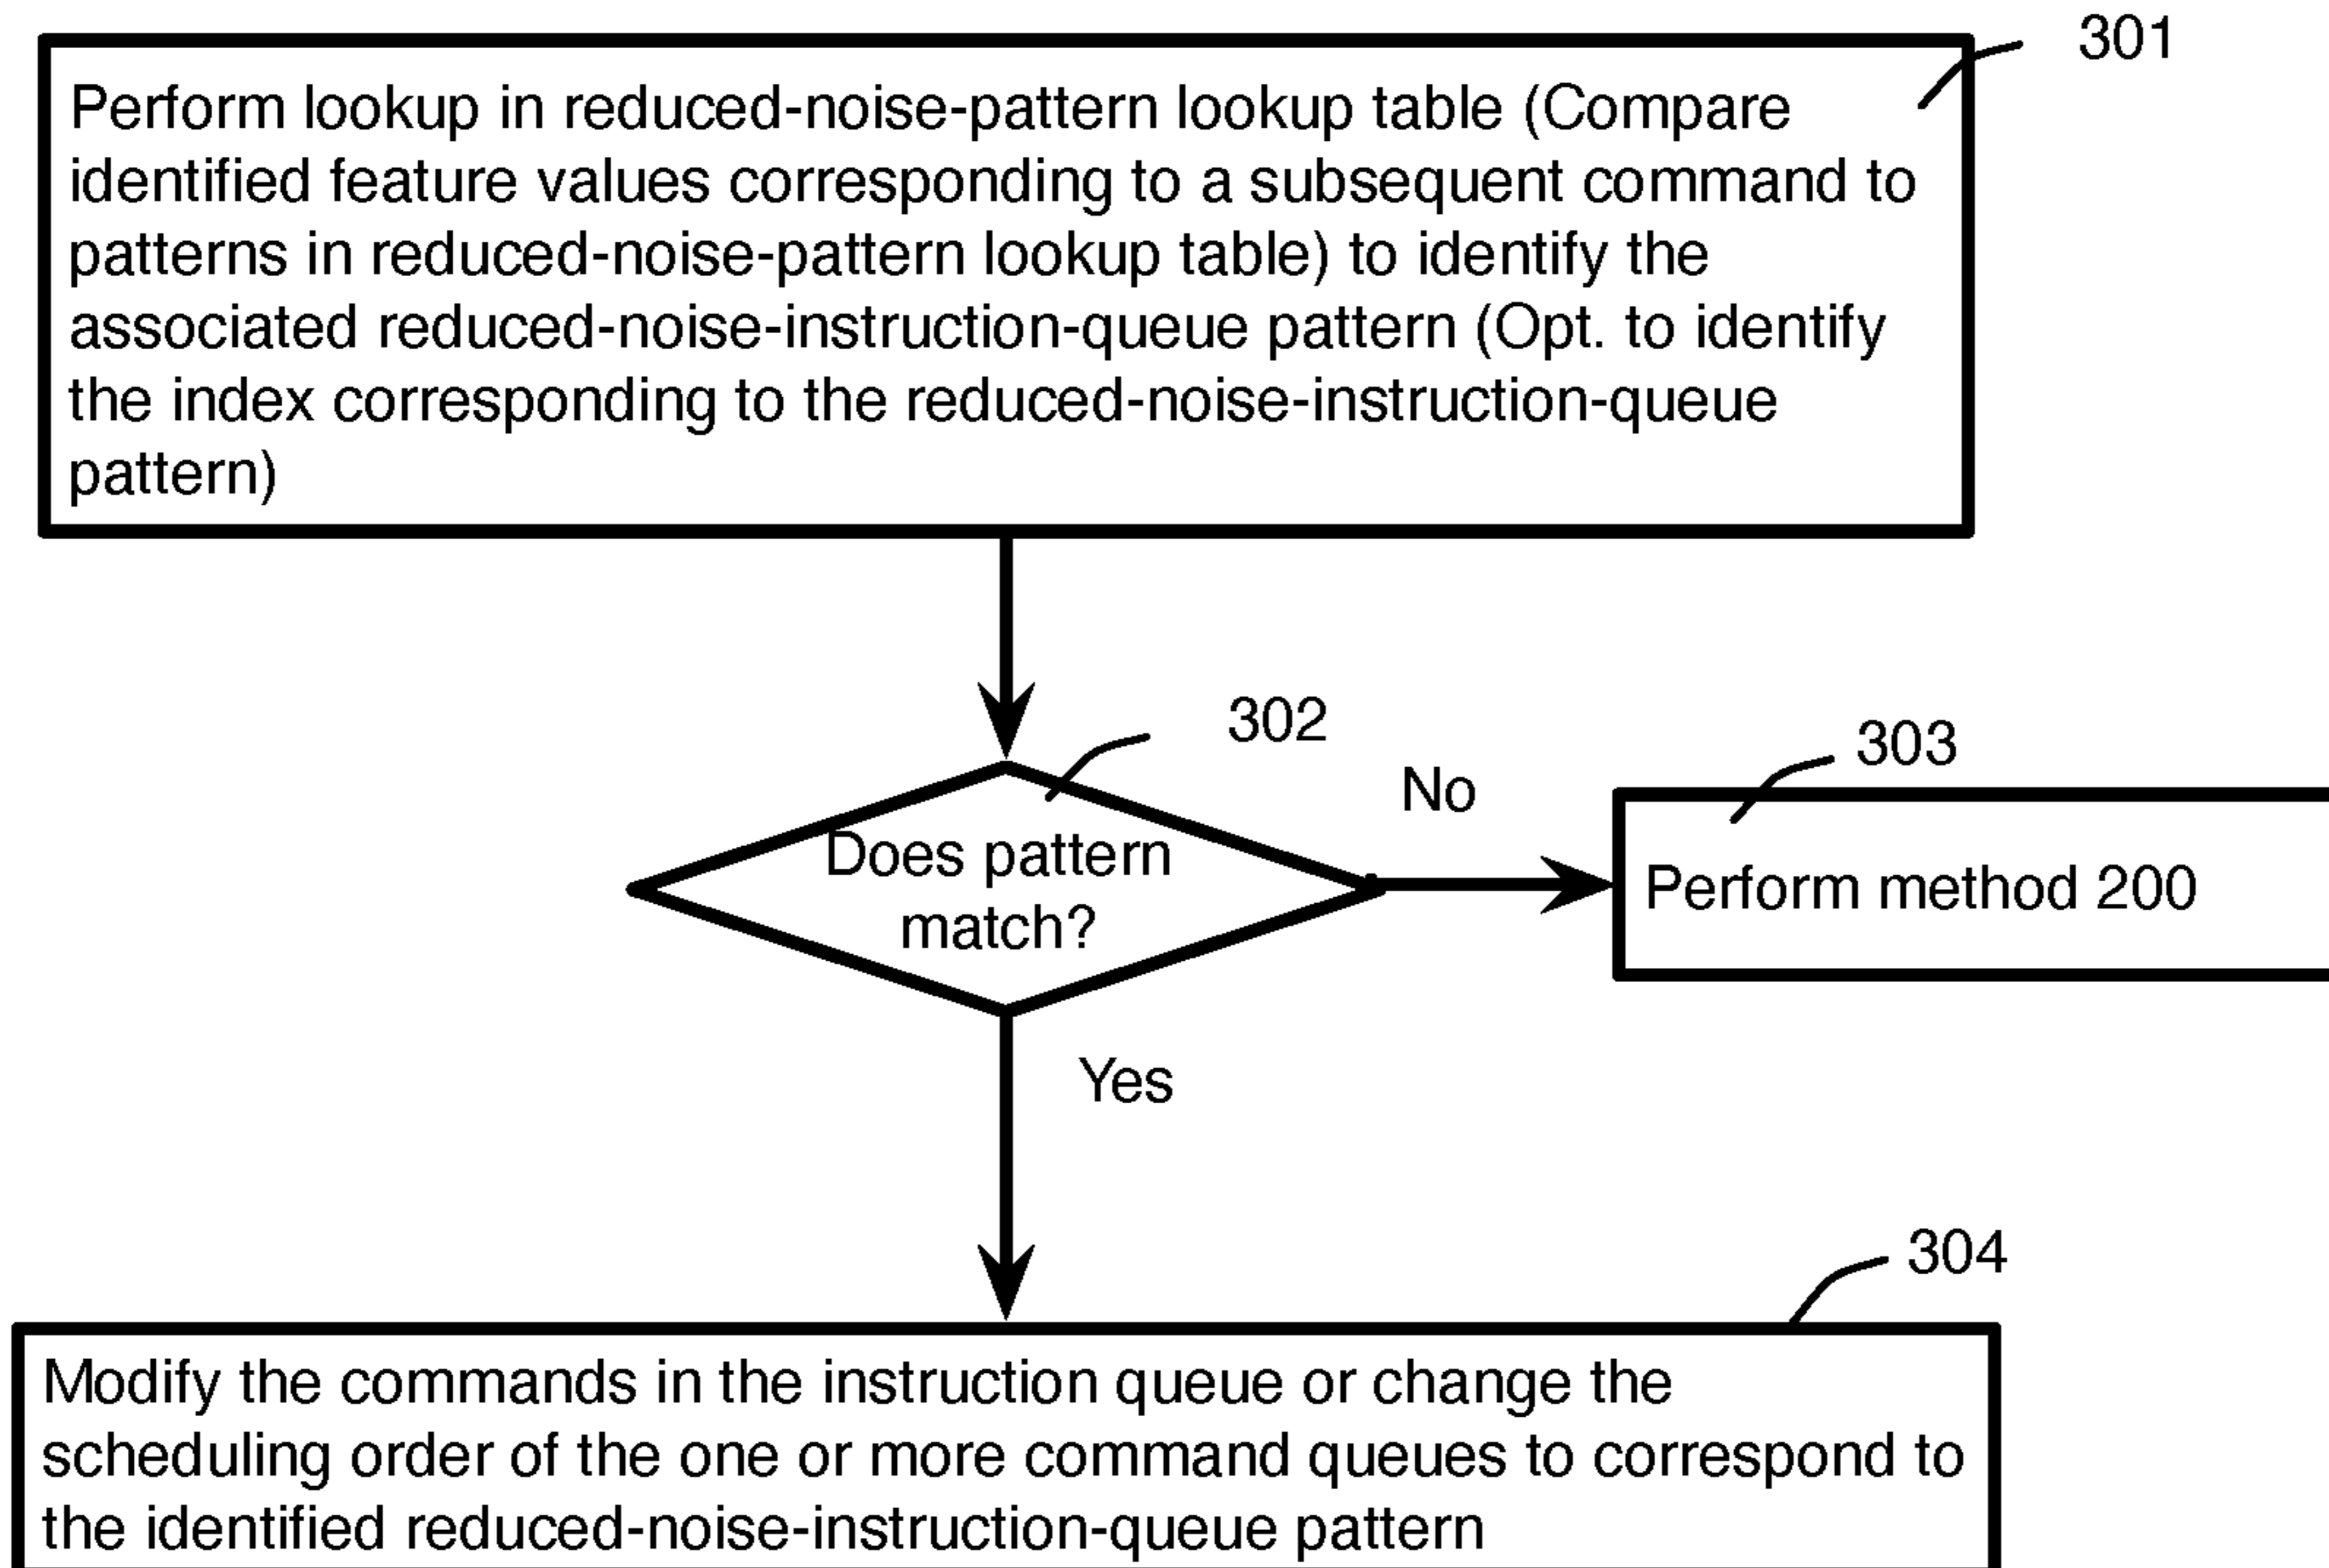 301
Perform lookup in reduced-noise-pattern lookup table (Compare
identified feature values corresponding to a subsequent command to
patterns in reduced-noise-pattern lookup table) to identify the
associated reduced-noise-instruction-queue pattern (Opt. to identify
the index corresponding to the reduced-noise-instruction-queue
pattern)
302
303
No
Does pattern
match?
Perform method 200
Yes
304
Modify the commands in the instruction queue or change the
scheduling order of the one or more command queues to correspond to
the identified reduced-noise-instruction-queue pattern